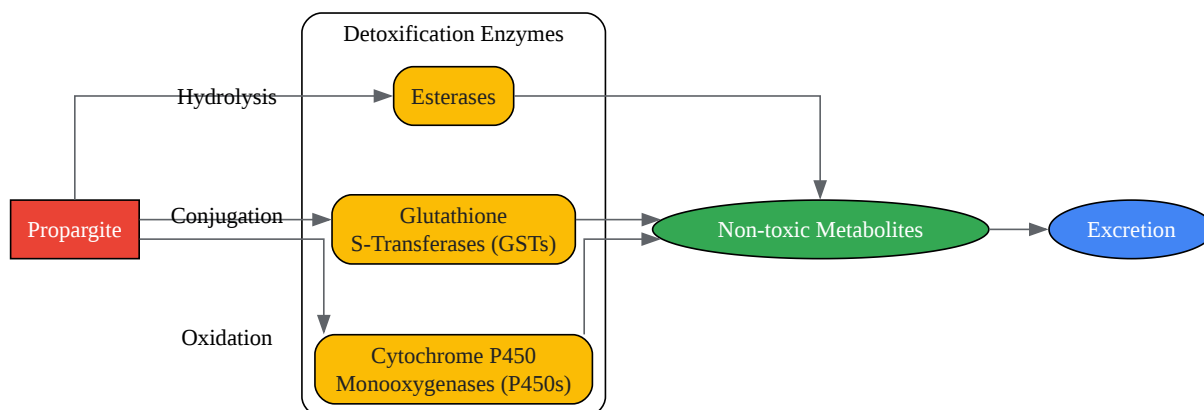 Detoxification Enzymes
Hydrolysis
Esterases
Propargite
Conjugation
Glutathione
S-Transferases (GSTs)
Non-toxic Metabolites
Excretion
Oxidation
Cytochrome P450
Monooxygenases (P450s)